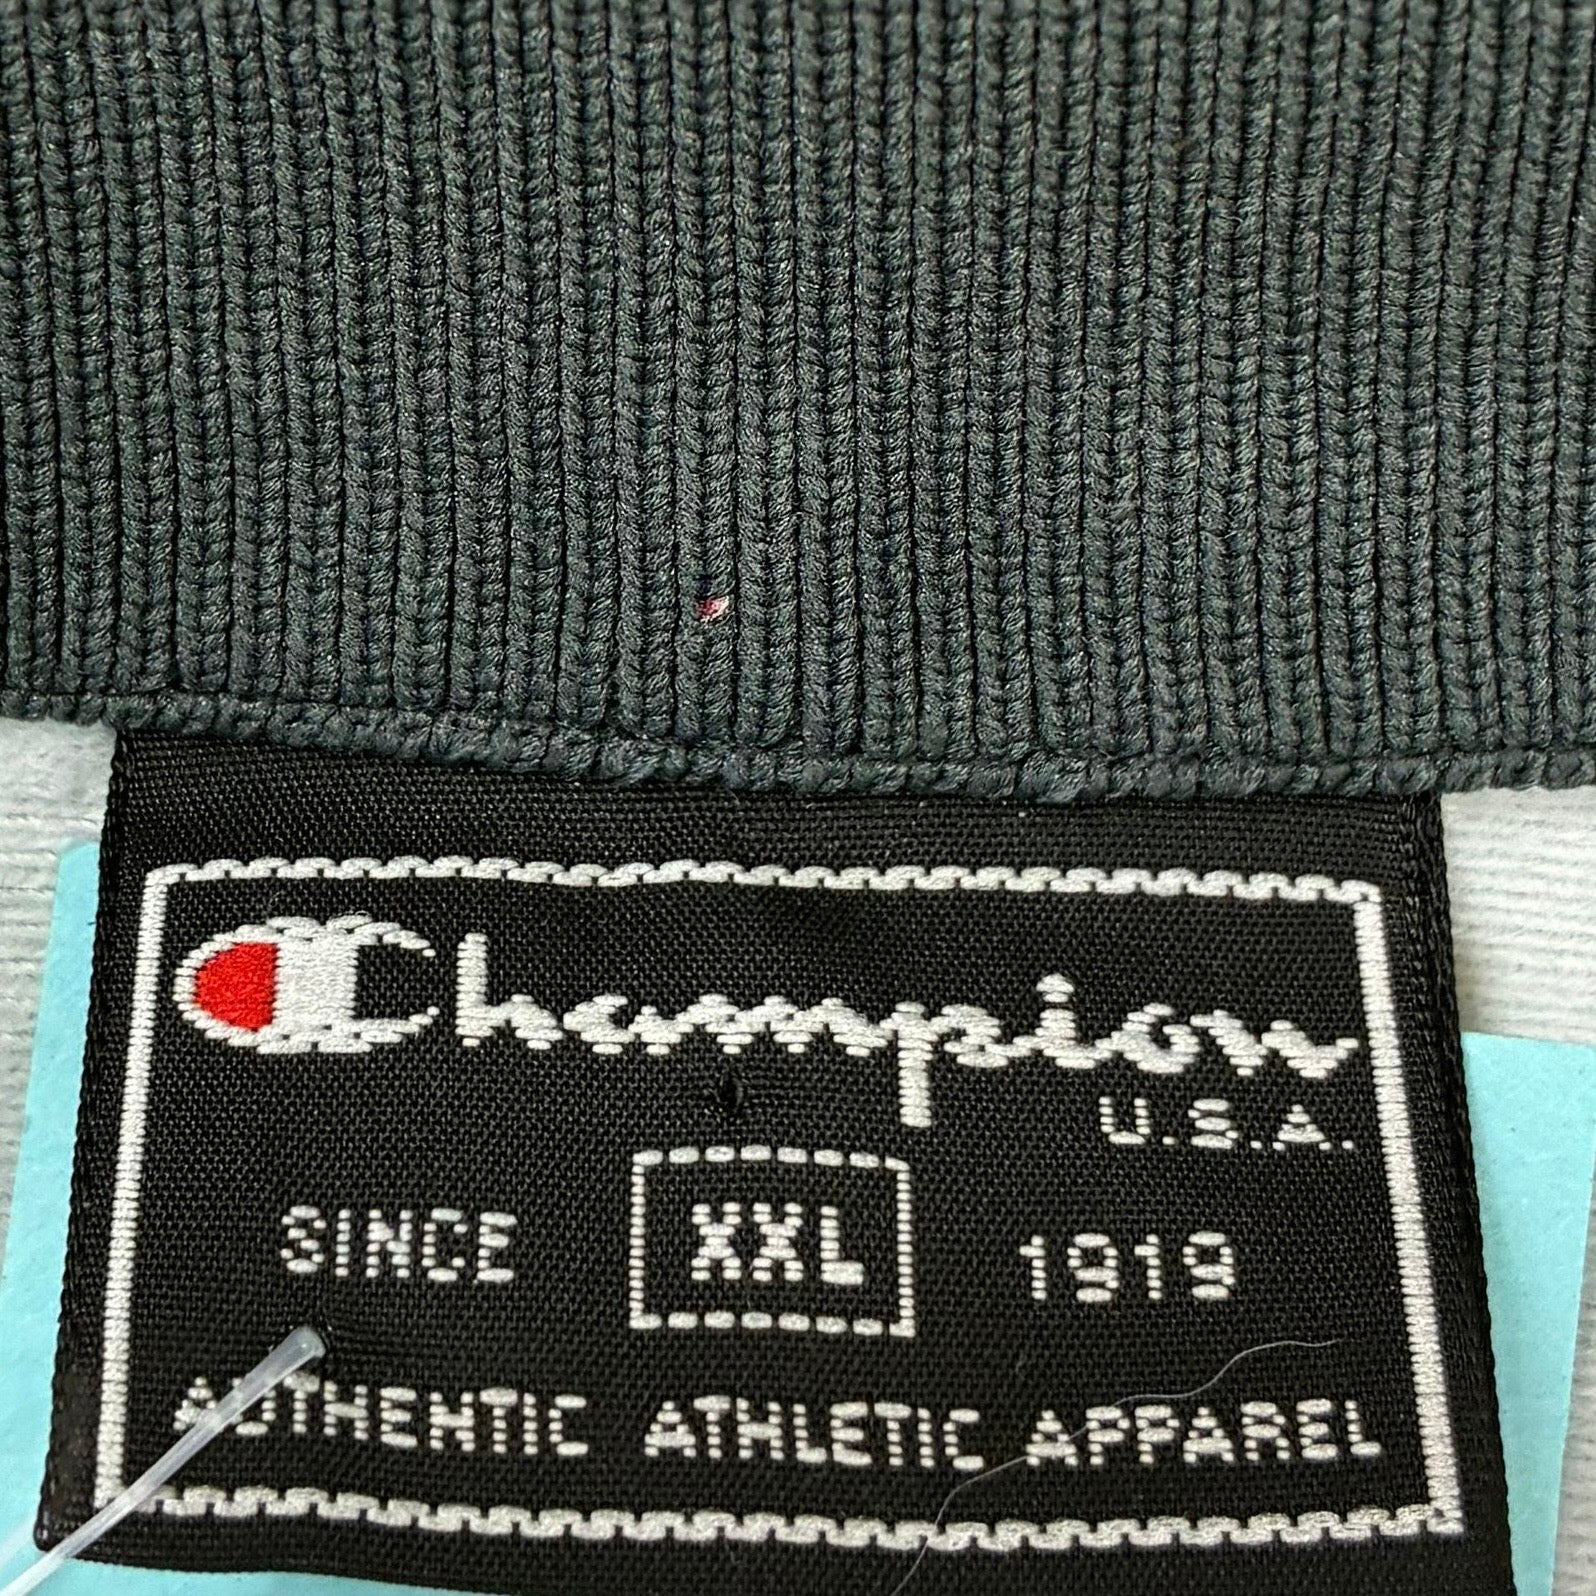 Champion
U.S.A.
SINCE XXL 1919
AUTHENTIC ATHLETIC APPAREL